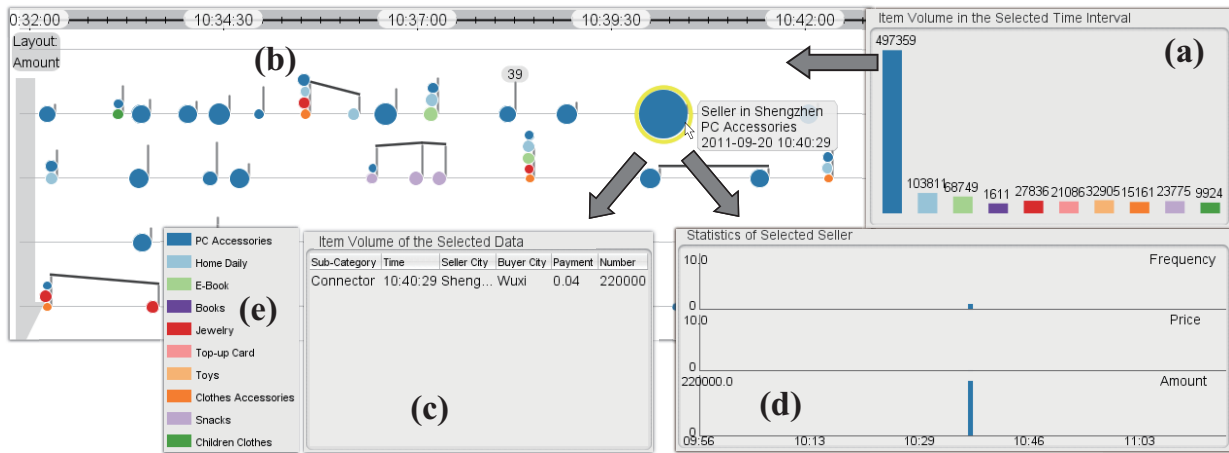 0:32:00 10:34:30 10:37:00 10:39:30 10:42:00
Layout:
Amount
(b)
39
Seller in Shengzhen
PC Accessories
2011-09-20 10:40:29
Item Volume in the Selected Time Interval
497359
(a)
103811 68749 1611 27836 21086 32905 15161 23775 9924
PC Accessories
Home Daily
E-Book
Books
Jewelry
Top-up Card
Toys
Clothes Accessories
Snacks
Children Clothes
(e)
Item Volume of the Selected Data
Sub-Category Time Seller City Buyer City Payment Number
Connector 10:40:29 Sheng... Wuxi 0.04 220000
(c)
Statistics of Selected Seller
10.0 Frequency
0
10.0 Price
0
220000.0 Amount
(d)
0
09:56 10:13 10:29 10:46 11:03